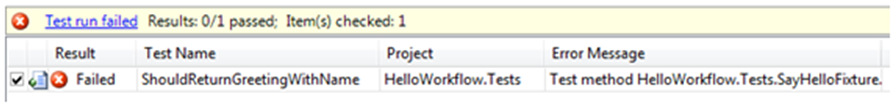 Test run failed Results: 0/1 passed; Item(s) checked: 1
Result Test Name Project Error Message
Failed ShouldReturnGreetingWithName HelloWorkflow.Tests Test method HelloWorkflow.Tests.SayHelloFixture.